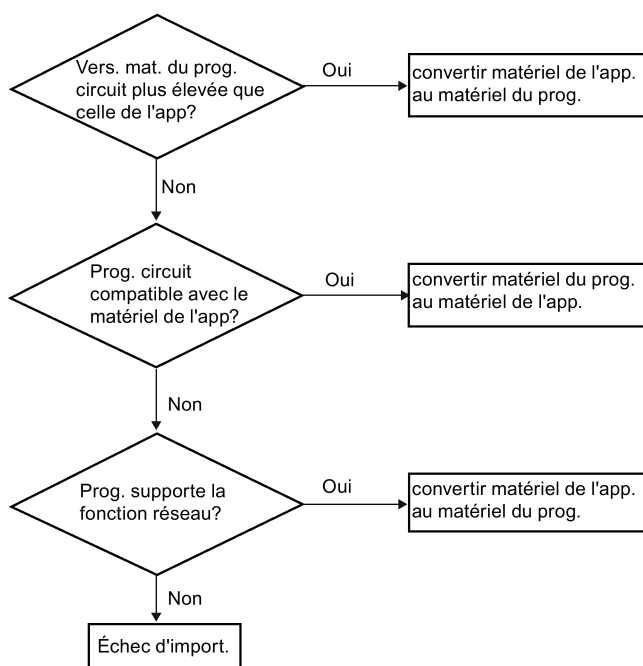 Vers. mat. du prog.
circuit plus élevée que
celle de l'app?
Oui
convertir matériel de l'app.
au matériel du prog.
Non
Prog. circuit
compatible avec le
matériel de l'app?
Oui
convertir matériel du prog.
au matériel de l'app.
Non
Prog. supporte la
fonction réseau?
Oui
convertir matériel de l'app.
au matériel du prog.
Non
Échec d'import.